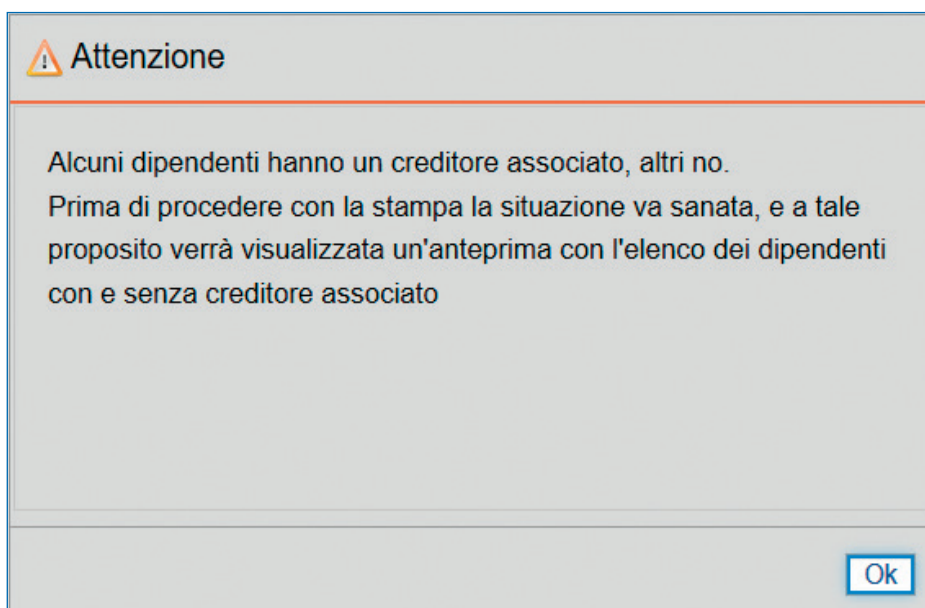 Attenzione
Alcuni dipendenti hanno un creditore associato, altri no.
Prima di procedere con la stampa la situazione va sanata, e a tale
proposito verrà visualizzata un'anteprima con l'elenco dei dipendenti
con e senza creditore associato
Ok